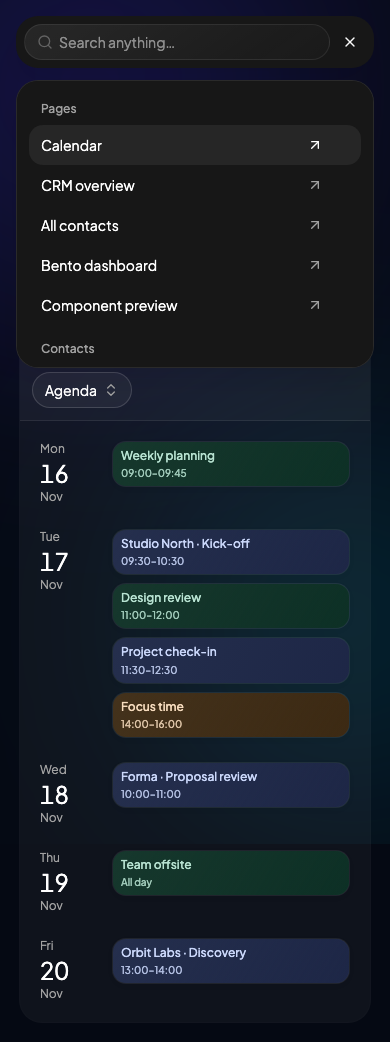 Search anything...
Pages
Calendar
CRM overview
All contacts
Bento dashboard
Component preview
Contacts
Agenda
Mon
16
Nov
Weekly planning
09:00–09:45
Tue
17
Nov
Studio North · Kick-off
09:30–10:30
Design review
11:00–12:00
Project check-in
11:30–12:30
Focus time
14:00–16:00
Wed
18
Nov
Forma · Proposal review
10:00–11:00
Thu
19
Nov
Team offsite
All day
Fri
20
Nov
Orbit Labs · Discovery
13:00–14:00